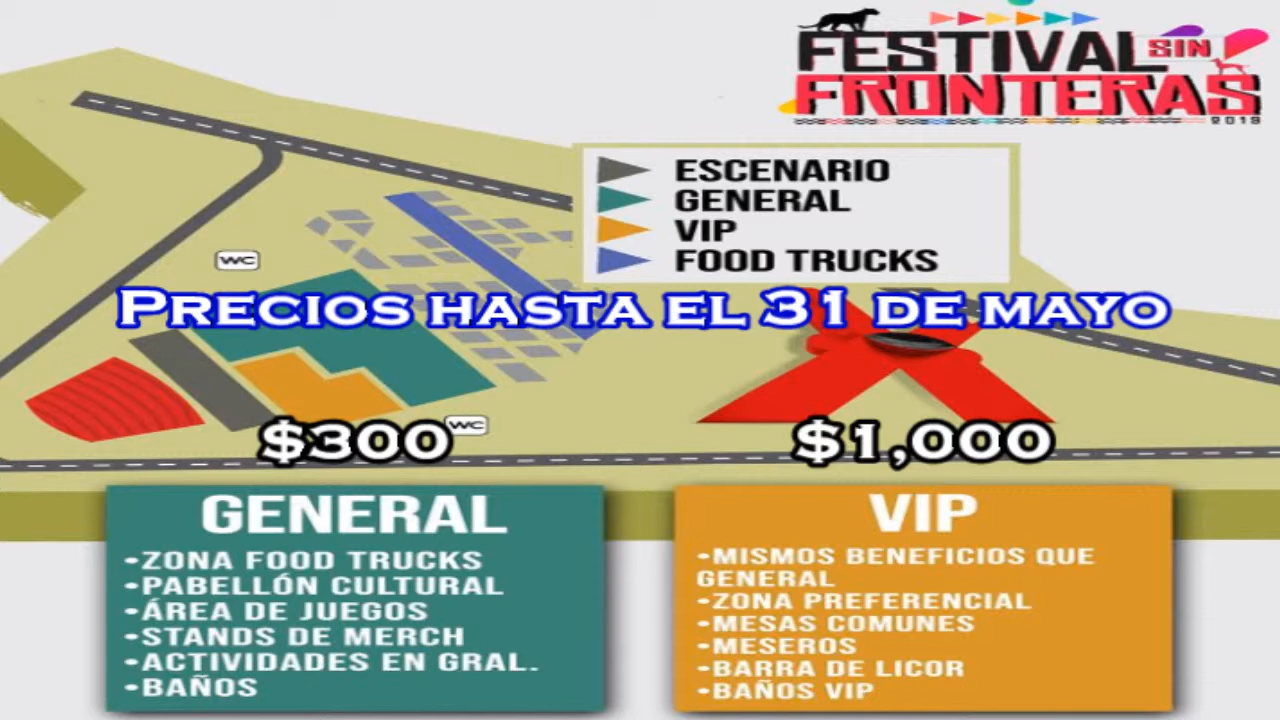 FESTIVAL SIN
FRONTERAS
2019
ESCENARIO
GENERAL
VIP
FOOD TRUCKS
WC
PRECIOS HASTA EL 31 DE MAYO
$300
WC
$1,000
GENERAL
•ZONA FOOD TRUCKS
•PABELLÓN CULTURAL
•ÁREA DE JUEGOS
•STANDS DE MERCH
•ACTIVIDADES EN GRAL.
•BAÑOS
VIP
•MISMOS BENEFICIOS QUE
GENERAL
•ZONA PREFERENCIAL
•MESAS COMUNES
•MESEROS
•BARRA DE LICOR
•BAÑOS VIP